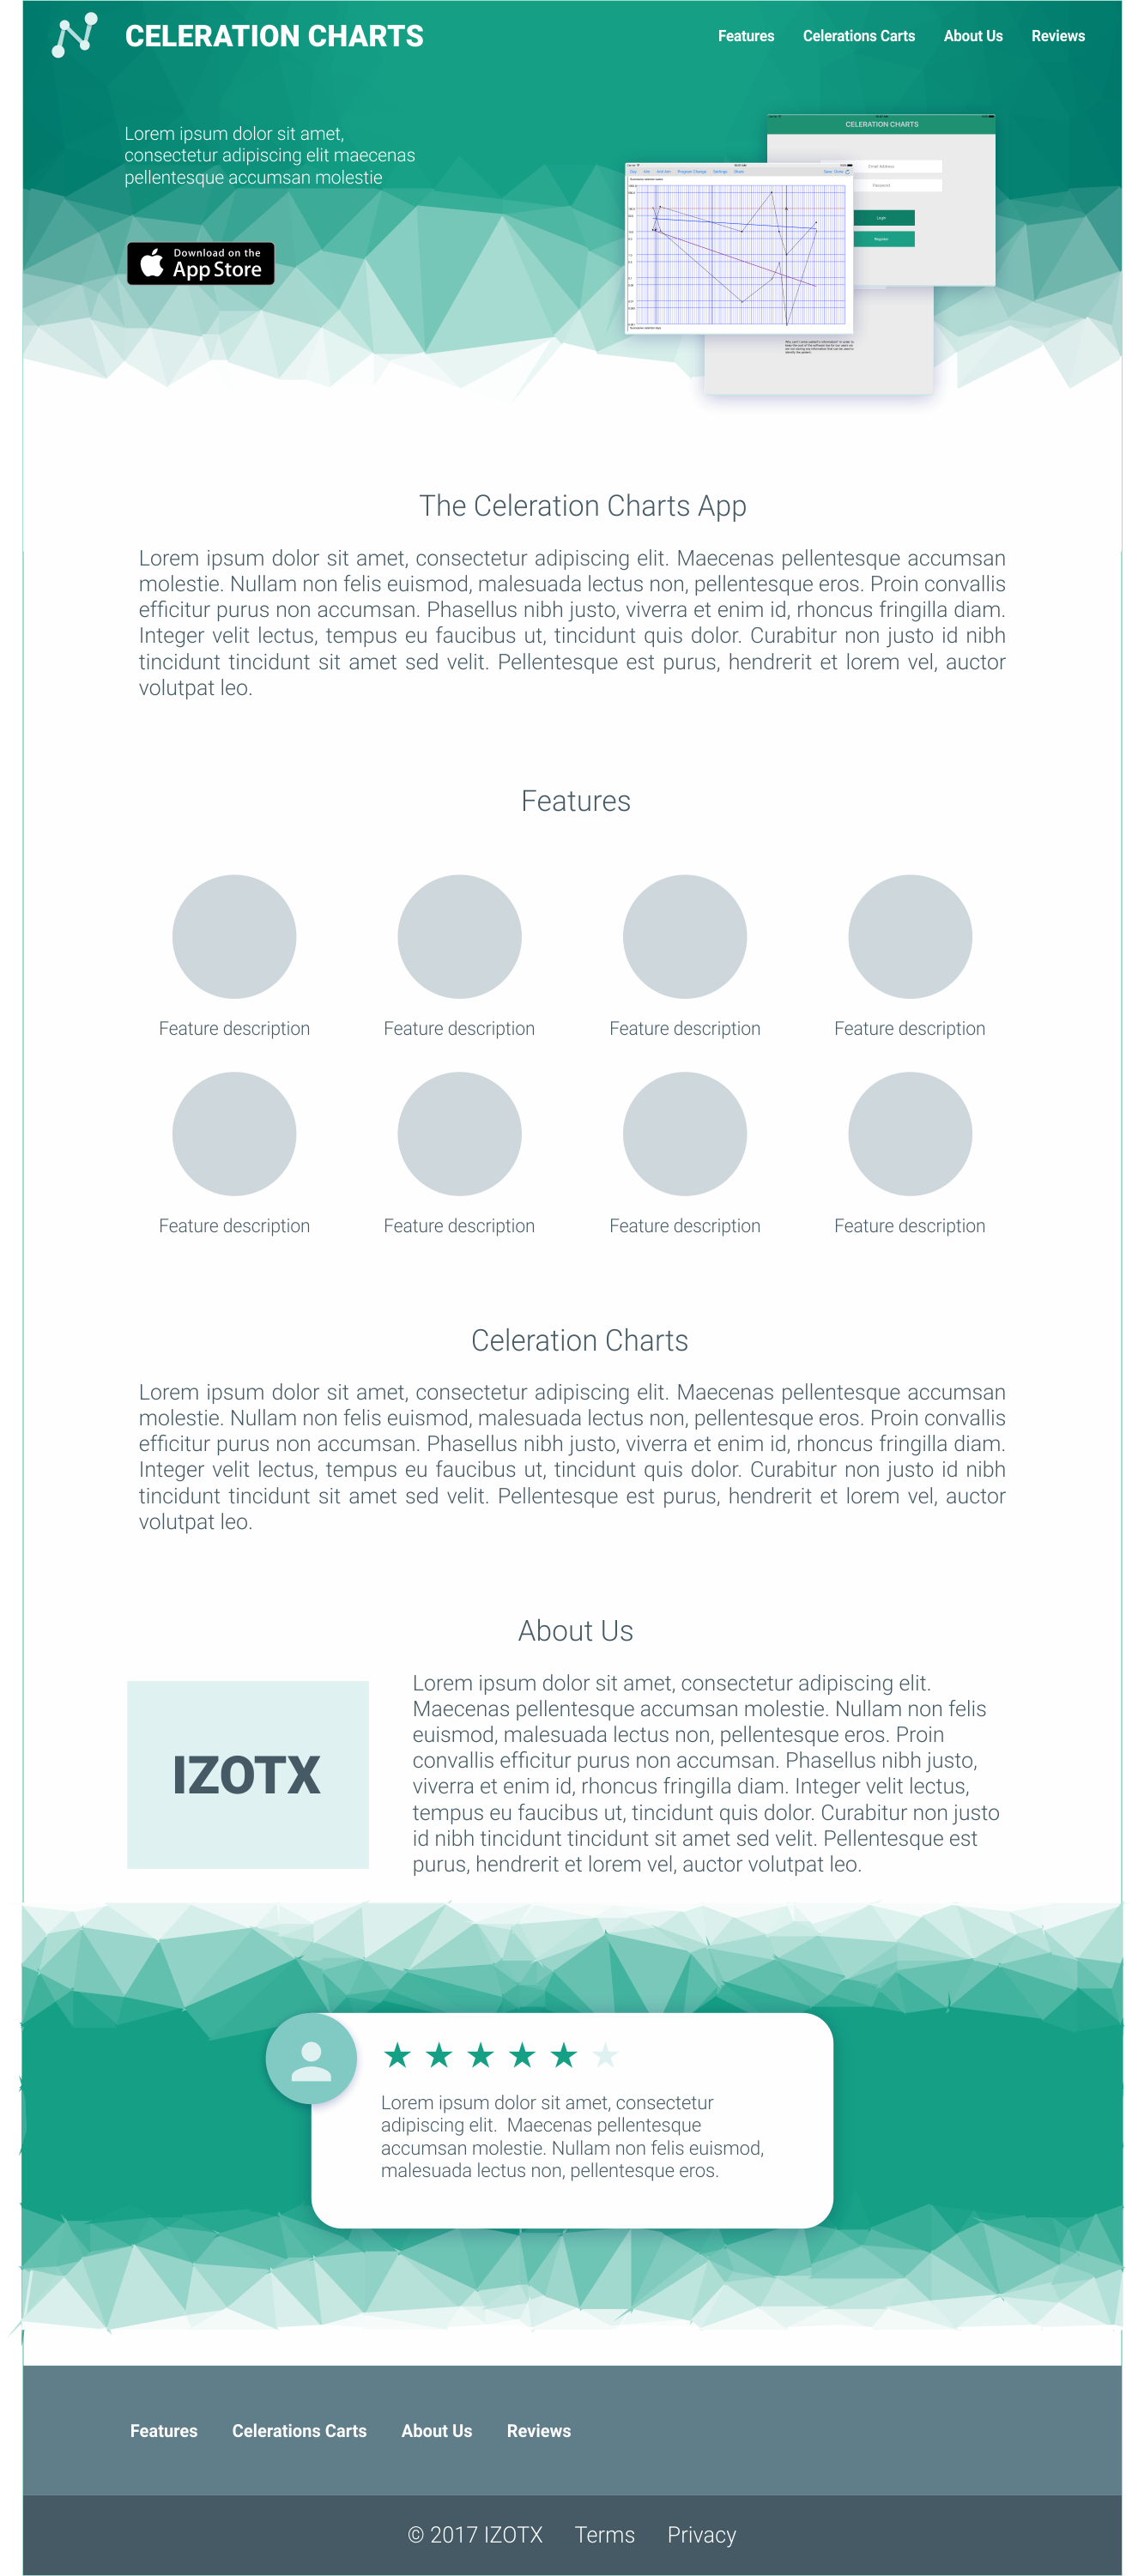 CELERATION CHARTS
Features Celerations Carts About Us Reviews
Lorem ipsum dolor sit amet,
consectetur adipiscing elit maecenas
pellentesque accumsan molestie
Download on the
App Store
CELERATION CHARTS
Email Address
Password
Login
Register
The Celeration Charts App
Lorem ipsum dolor sit amet, consectetur adipiscing elit. Maecenas pellentesque accumsan
molestie. Nullam non felis euismod, malesuada lectus non, pellentesque eros. Proin convallis
efficitur purus non accumsan. Phasellus nibh justo, viverra et enim id, rhoncus fringilla diam.
Integer velit lectus, tempus eu faucibus ut, tincidunt quis dolor. Curabitur non justo id nibh
tincidunt tincidunt sit amet sed velit. Pellentesque est purus, hendrerit et lorem vel, auctor
volutpat leo.
Features
Feature description Feature description Feature description Feature description
Feature description Feature description Feature description Feature description
Celeration Charts
Lorem ipsum dolor sit amet, consectetur adipiscing elit. Maecenas pellentesque accumsan
molestie. Nullam non felis euismod, malesuada lectus non, pellentesque eros. Proin convallis
efficitur purus non accumsan. Phasellus nibh justo, viverra et enim id, rhoncus fringilla diam.
Integer velit lectus, tempus eu faucibus ut, tincidunt quis dolor. Curabitur non justo id nibh
tincidunt tincidunt sit amet sed velit. Pellentesque est purus, hendrerit et lorem vel, auctor
volutpat leo.
About Us
IZOTX
Lorem ipsum dolor sit amet, consectetur adipiscing elit.
Maecenas pellentesque accumsan molestie. Nullam non felis
euismod, malesuada lectus non, pellentesque eros. Proin
convallis efficitur purus non accumsan. Phasellus nibh justo,
viverra et enim id, rhoncus fringilla diam. Integer velit lectus,
tempus eu faucibus ut, tincidunt quis dolor. Curabitur non justo
id nibh tincidunt tincidunt sit amet sed velit. Pellentesque est
purus, hendrerit et lorem vel, auctor volutpat leo.
Lorem ipsum dolor sit amet, consectetur
adipiscing elit. Maecenas pellentesque
accumsan molestie. Nullam non felis euismod,
malesuada lectus non, pellentesque eros.
Features Celerations Carts About Us Reviews
© 2017 IZOTX Terms Privacy